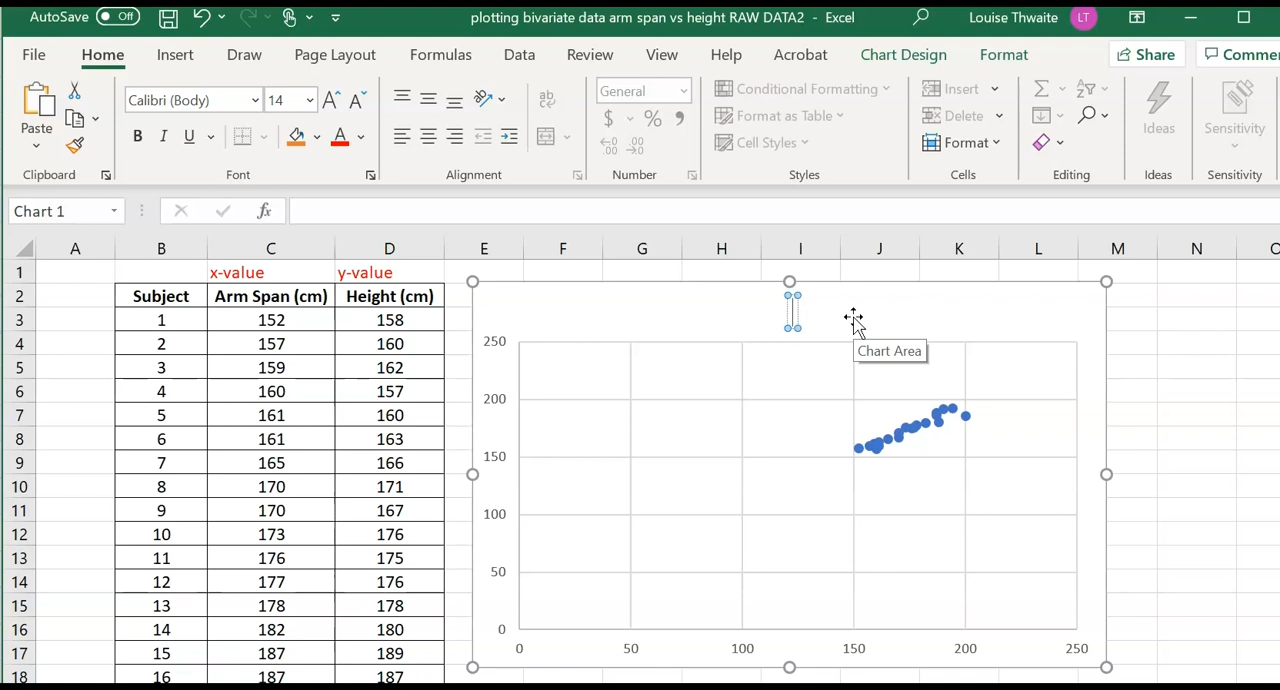 AutoSave Off plotting bivariate data arm span vs height RAW DATA2 - Excel Louise Thwaite LT
File Home Insert Draw Page Layout Formulas Data Review View Help Acrobat Chart Design Format Share
Calibri (Body) 14 A A ab General Conditional Formatting Insert
Paste B I U A $ % Format as Table Delete Ideas Sensitivity
Cell Styles Format
Clipboard Font Alignment Number Styles Cells Editing Ideas Sensitivity
Chart 1 fx
A B C D E F G H I J K L M N
1 x-value y-value
2 Subject Arm Span (cm) Height (cm)
3 1 152 158
4 2 157 160
5 3 159 162
6 4 160 157
7 5 161 160
8 6 161 163
9 7 165 166
10 8 170 171
11 9 170 167
12 10 173 176
13 11 176 175
14 12 177 176
15 13 178 178
16 14 182 180
17 15 187 189
18 16 187 187
Chart Area
250
200
150
100
50
0
0 50 100 150 200 250